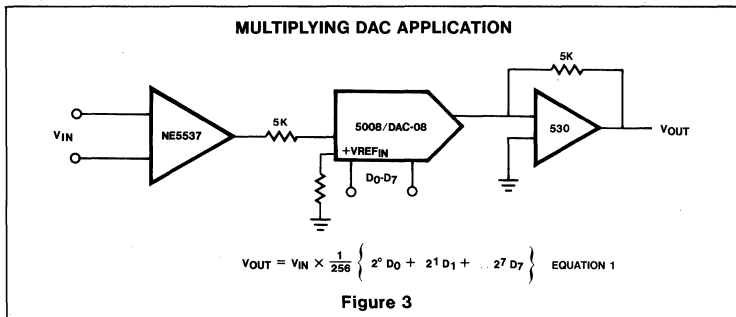 MULTIPLYING DAC APPLICATION
5K
VIN
NE5537
5K
5008/DAC-08
+VREFIN
D0-D7
530
VOUT
VOUT = VIN × 1/256 { 2° D0 + 2¹ D1 + . . 2⁷ D7 } EQUATION 1
Figure 3